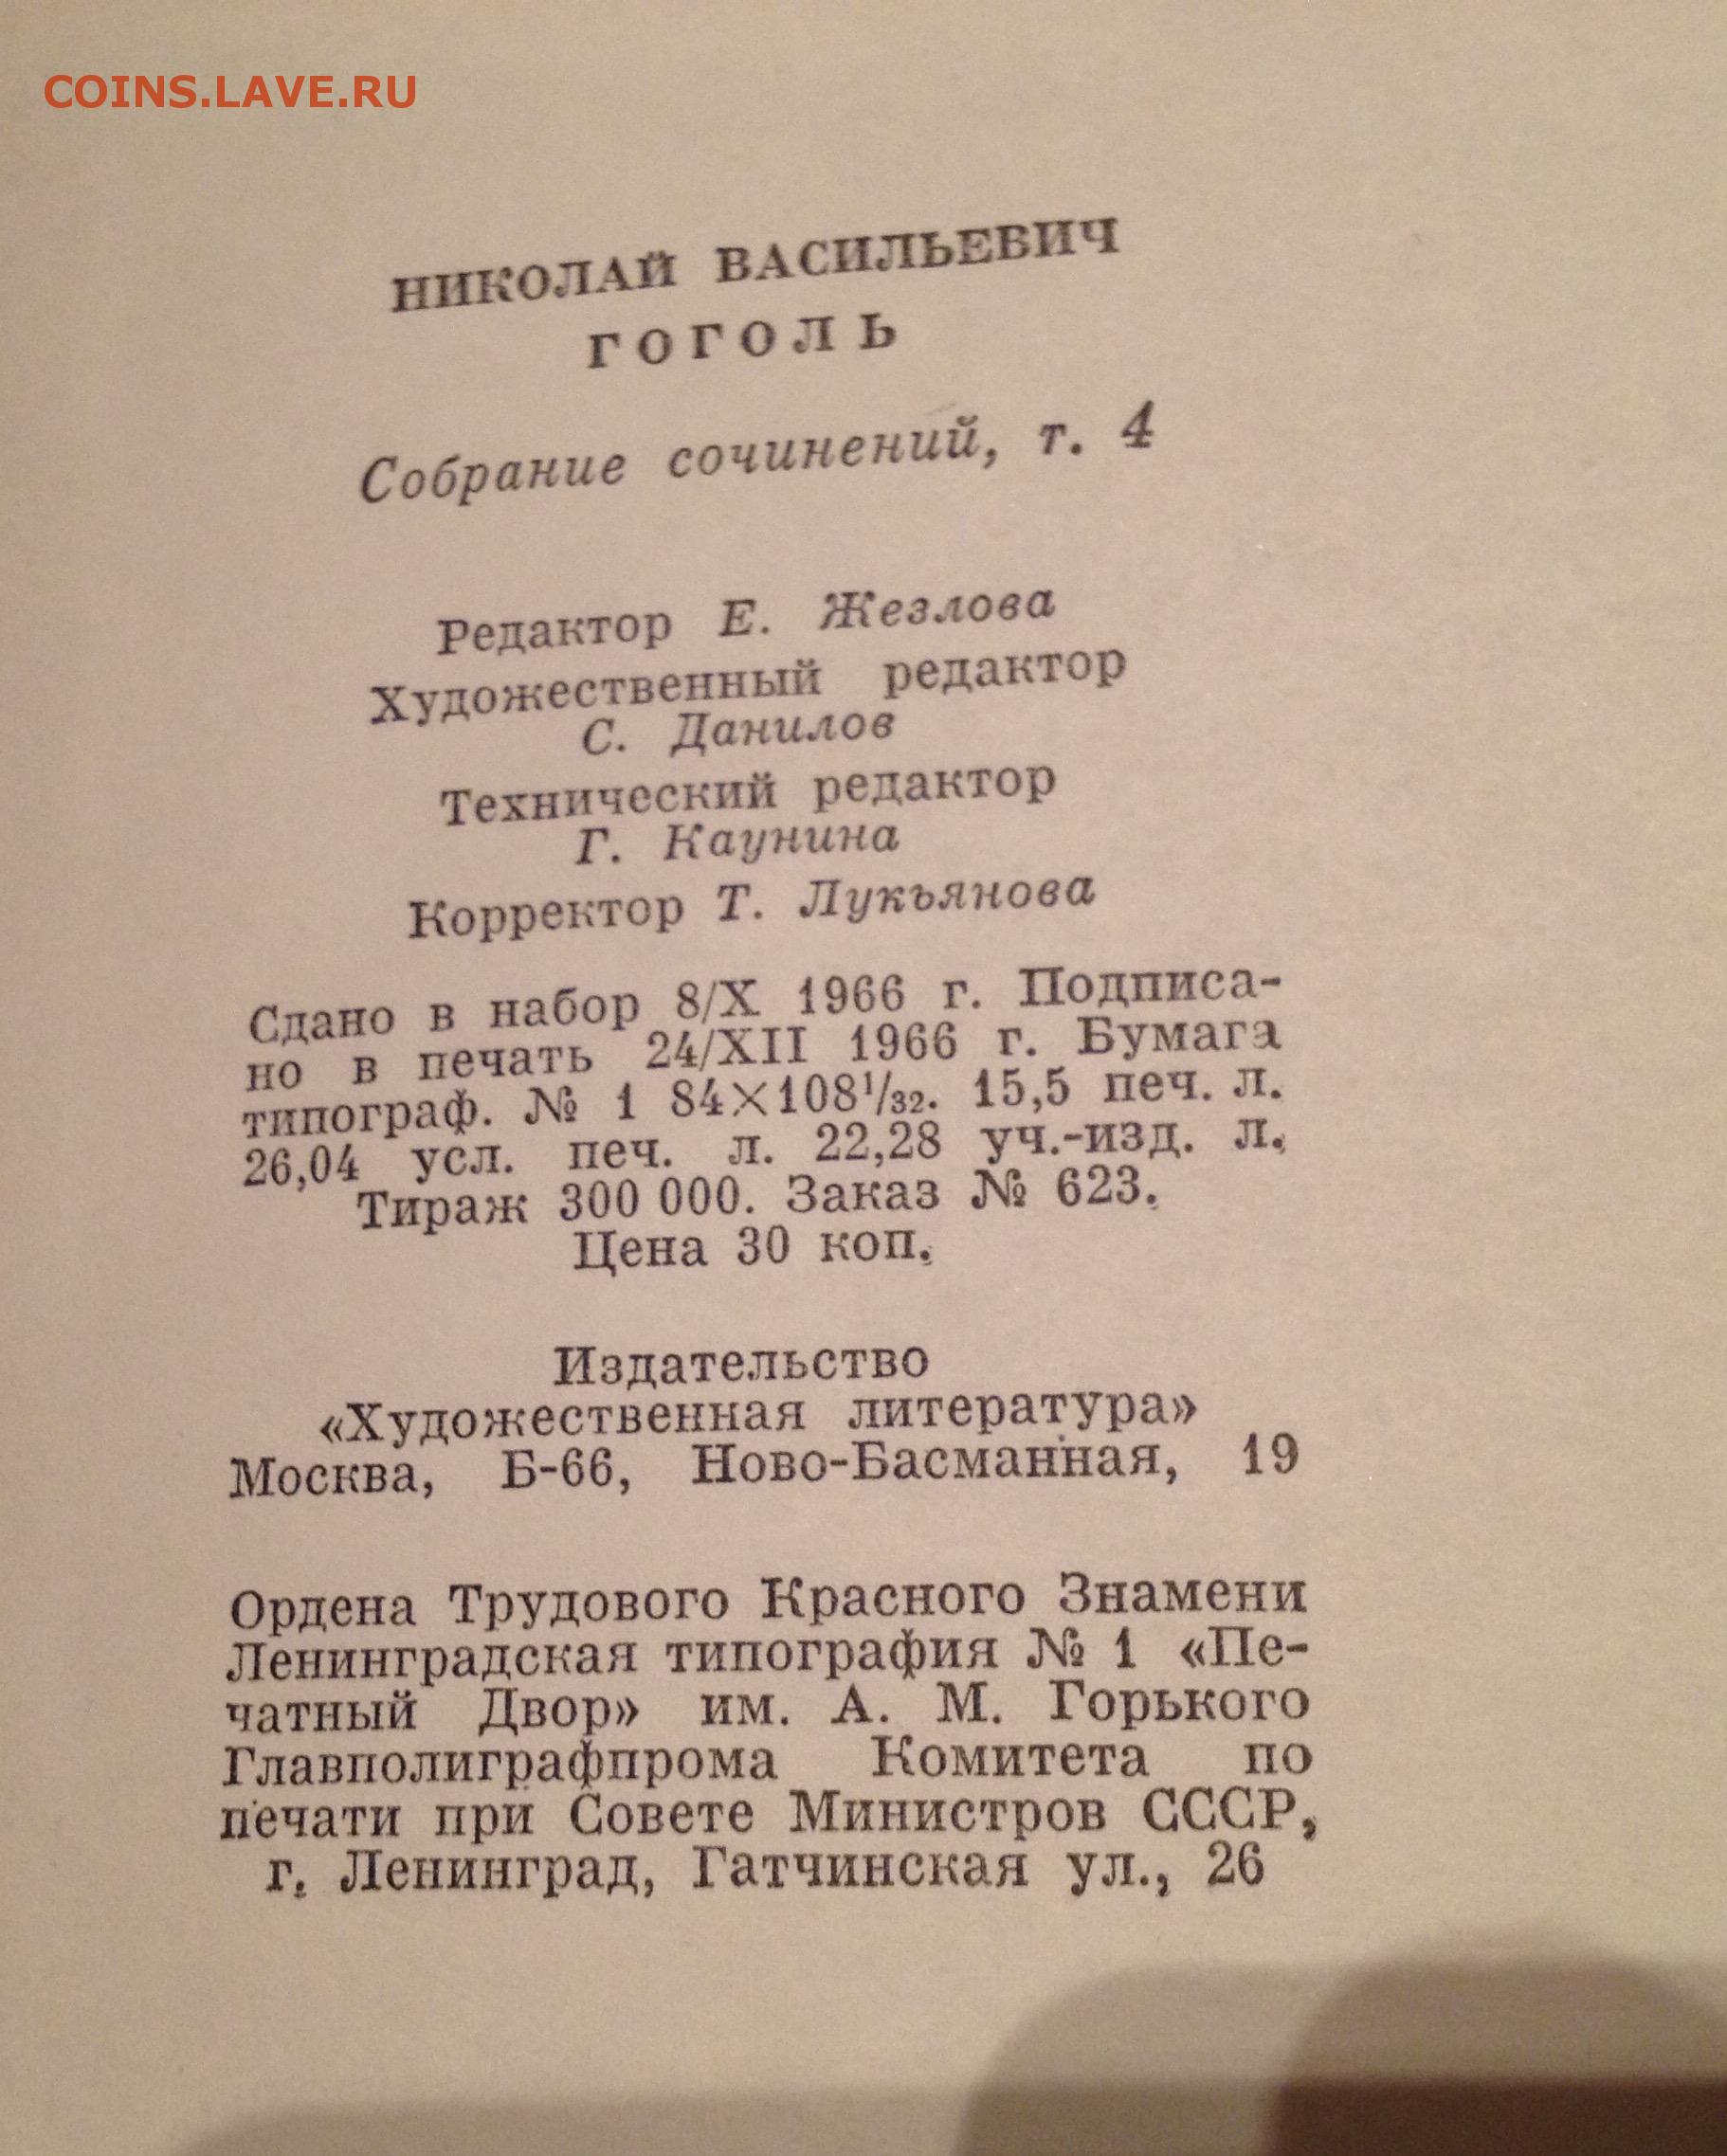 COINS.LAVE.RU
НИКОЛАЙ ВАСИЛЬЕВИЧ
ГОГОЛЬ
Собрание сочинений, т. 4
Редактор Е. Жезлова
Художественный редактор
С. Данилов
Технический редактор
Г. Каунина
Корректор Т. Лукъянова
Сдано в набор 8/X 1966 г. Подписа-
но в печать 24/XII 1966 г. Бумага
типограф. № 1 84×108¹/₃₂. 15,5 печ. л.
26,04 усл. печ. л. 22,28 уч.-изд. л.
Тираж 300 000. Заказ № 623.
Цена 30 коп.
Издательство
«Художественная литература»
Москва, Б-66, Ново-Басманная, 19
Ордена Трудового Красного Знамени
Ленинградская типография № 1 «Пе-
чатный Двор» им. А. М. Горького
Главполиграфпрома Комитета по
печати при Совете Министров СССР,
г. Ленинград, Гатчинская ул., 26